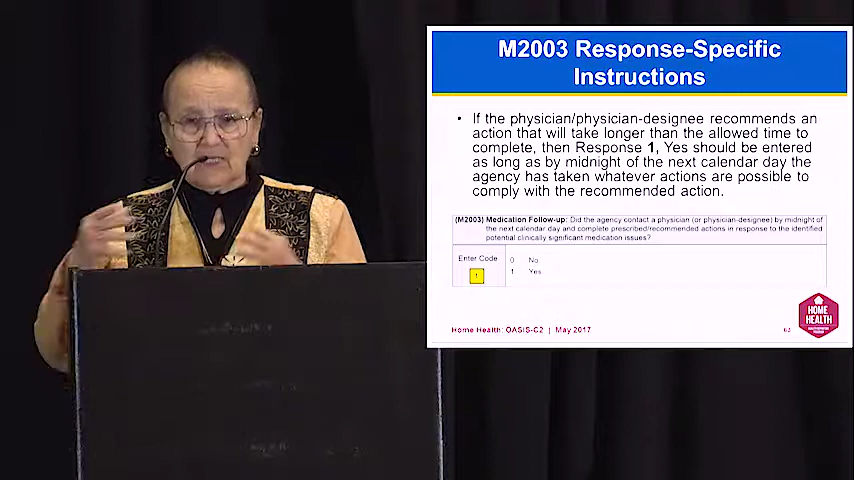 M2003 Response-Specific
Instructions
• If the physician/physician-designee recommends an
action that will take longer than the allowed time to
complete, then Response 1, Yes should be entered
as long as by midnight of the next calendar day the
agency has taken whatever actions are possible to
comply with the recommended action.
(M2003) Medication Follow-up: Did the agency contact a physician (or physician-designee) by midnight of
the next calendar day and complete prescribed/recommended actions in response to the identified
potential clinically significant medication issues?
Enter Code
1
0 No
1 Yes
Home Health: OASIS-C2 | May 2017
62
HOME
HEALTH